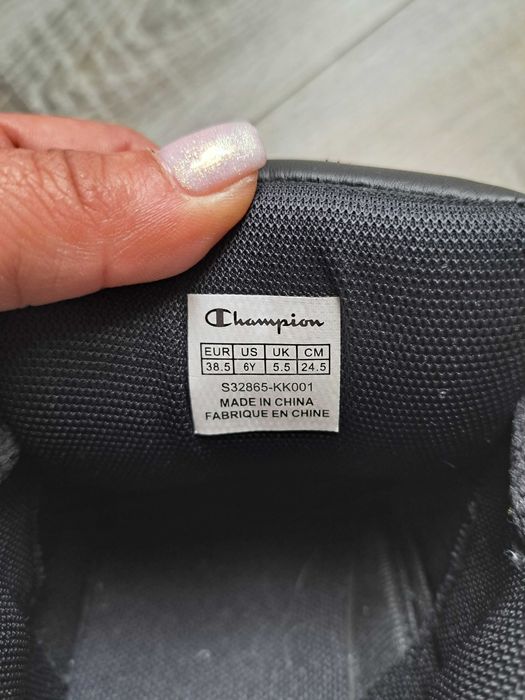 Champion
EUR US UK CM
38.5 6Y 5.5 24.5
S32865-KK001
MADE IN CHINA
FABRIQUE EN CHINE